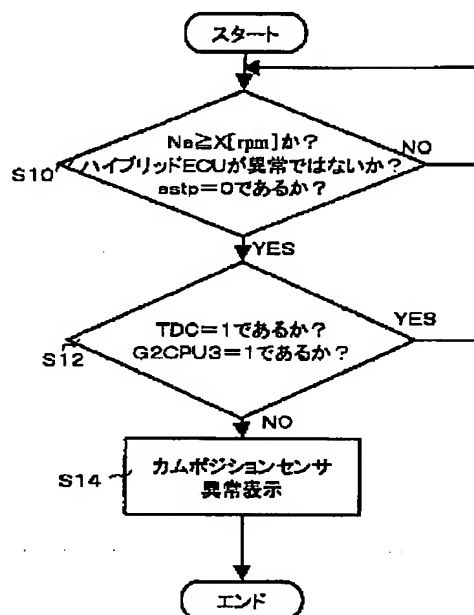 スタート
Ne≧X[rpm]か?
ハイブリッドECUが異常ではないか?
estp=0であるか?
NO
S10
YES
TDC=1であるか?
G2CPU3=1であるか?
YES
S12
NO
カムポジションセンサ
異常表示
S14
エンド